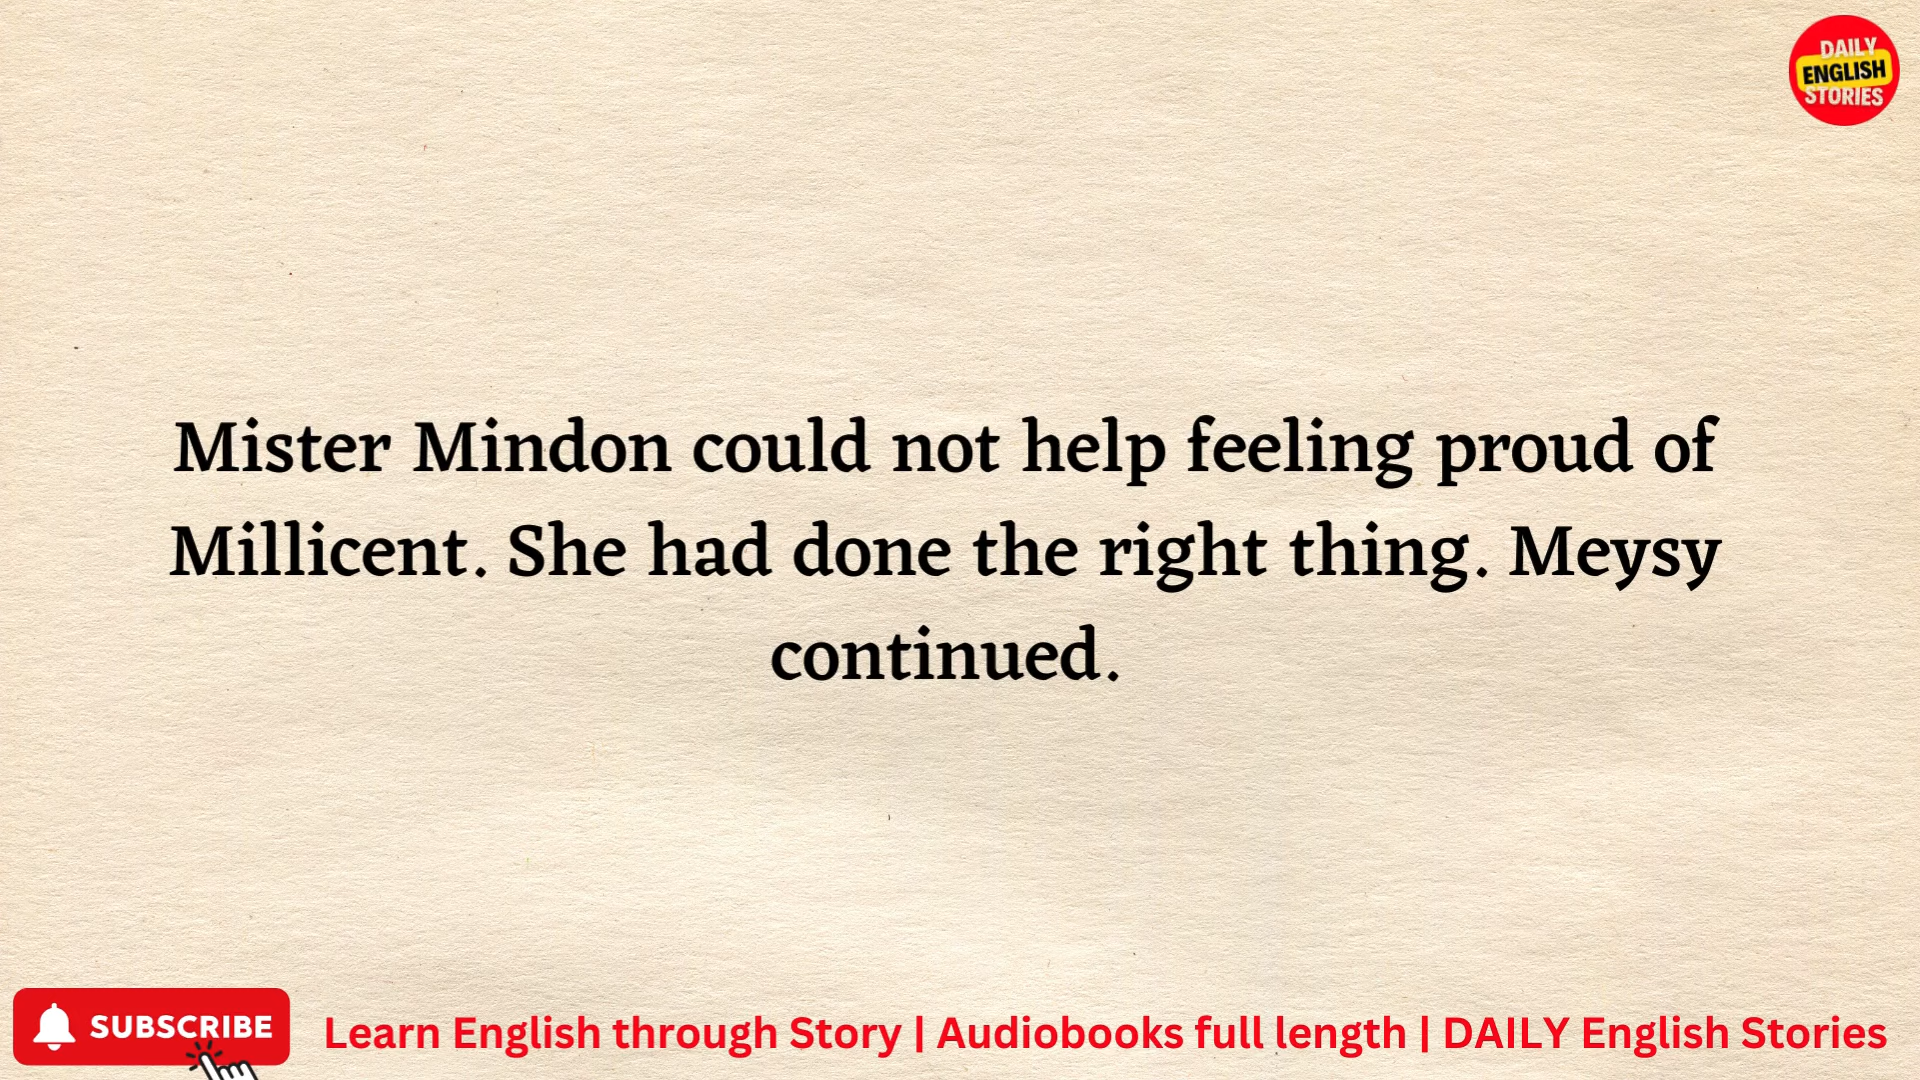 DAILY
ENGLISH
STORIES
Mister Mindon could not help feeling proud of
Millicent. She had done the right thing. Meysy
continued.
SUBSCRIBE
Learn English through Story | Audiobooks full length | DAILY English Stories